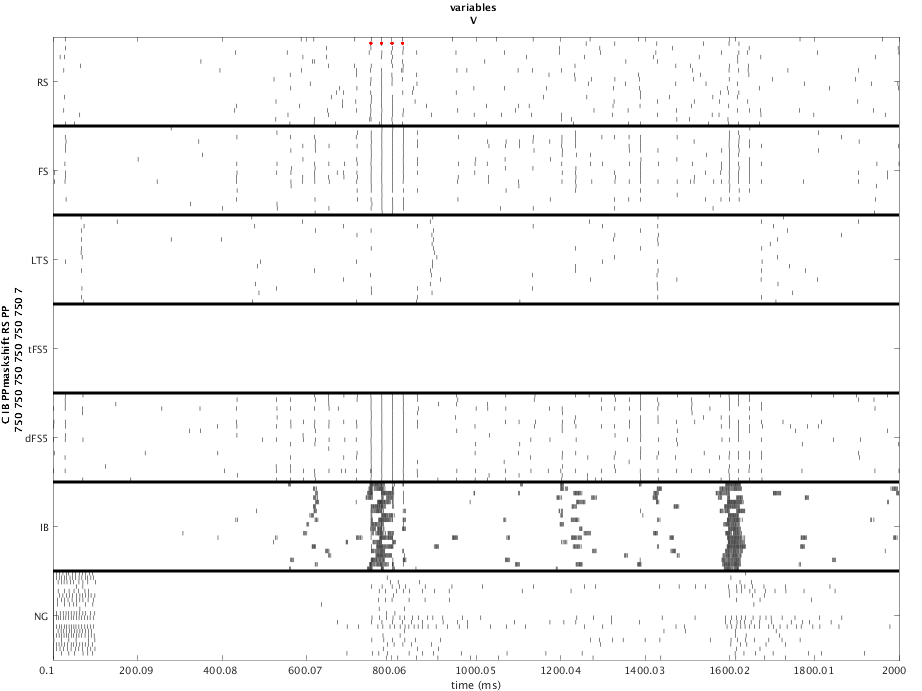 variables
V
C IB PPmaskshift RS PP
750 750 750 750 750 750 7
RS
FS
LTS
tFS5
dFS5
IB
NG
0.1 200.09 400.08 600.07 800.06 1000.05 1200.04 1400.03 1600.02 1800.01 2000
time (ms)